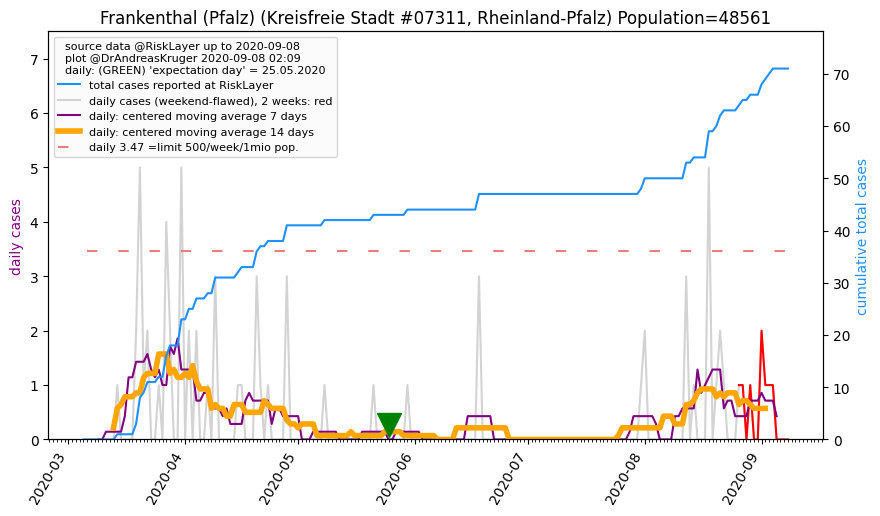 Frankenthal (Pfalz) (Kreisfreie Stadt #07311, Rheinland-Pfalz) Population=48561
source data @RiskLayer up to 2020-09-08
plot @DrAndreasKruger 2020-09-08 02:09
daily: (GREEN) 'expectation day' = 25.05.2020
total cases reported at RiskLayer
daily cases (weekend-flawed), 2 weeks: red
daily: centered moving average 7 days
daily: centered moving average 14 days
daily 3.47 =limit 500/week/1mio pop.
daily cases
7
6
5
4
3
2
1
0
cumulative total cases
70
60
50
40
30
20
10
0
2020-03
2020-04
2020-05
2020-06
2020-07
2020-08
2020-09